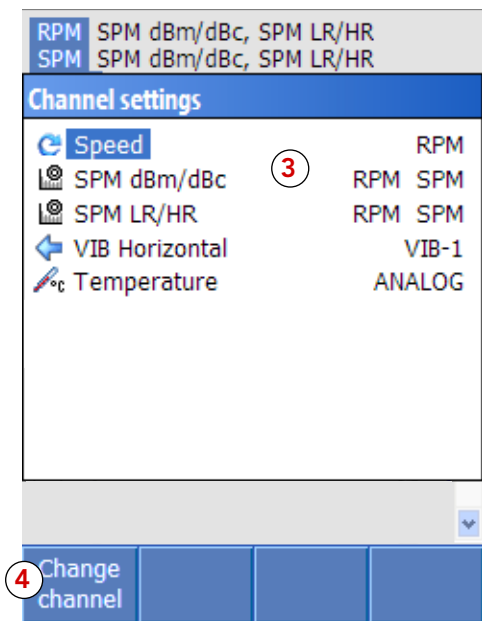 RPM SPM dBm/dBc, SPM LR/HR
SPM SPM dBm/dBc, SPM LR/HR
Channel settings
Speed RPM
3
SPM dBm/dBc RPM SPM
SPM LR/HR RPM SPM
VIB Horizontal VIB-1
°c Temperature ANALOG
4
Change
channel